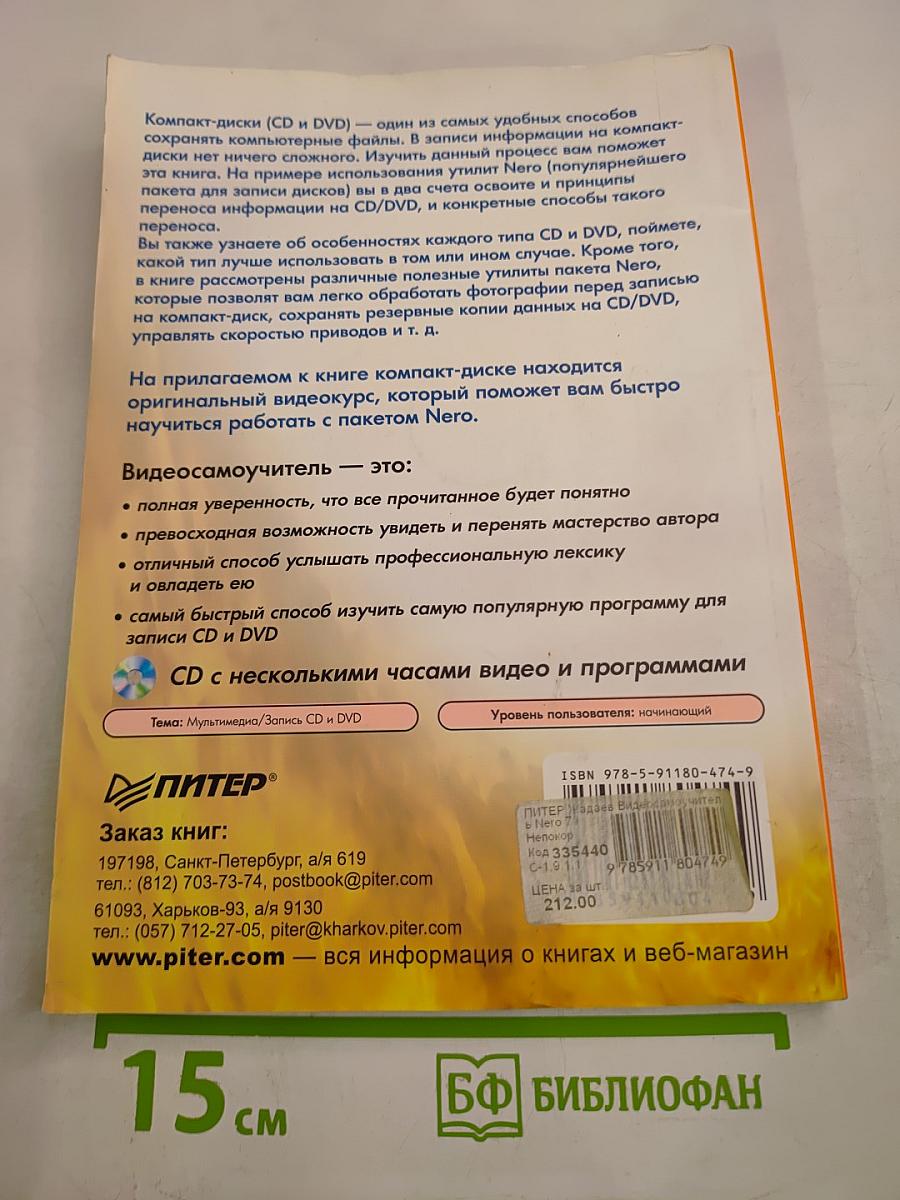 Компакт-диски (CD и DVD) — один из самых удобных способов
сохранять компьютерные файлы. В записи информации на компакт-
диски нет ничего сложного. Изучить данный процесс вам поможет
эта книга. На примере использования утилит Nero (популярнейшего
пакета для записи дисков) вы в два счета освоите и принципы
переноса информации на CD/DVD, и конкретные способы такого
переноса.
Вы также узнаете об особенностях каждого типа CD и DVD, поймете,
какой тип лучше использовать в том или ином случае. Кроме того,
в книге рассмотрены различные полезные утилиты пакета Nero,
которые позволят вам легко обработать фотографии перед записью
на компакт-диск, сохранять резервные копии данных на CD/DVD,
управлять скоростью приводов и т. д.
На прилагаемом к книге компакт-диске находится
оригинальный видеокурс, который поможет вам быстро
научиться работать с пакетом Nero.
Видеосамоучитель — это:
• полная уверенность, что все прочитанное будет понятно
• превосходная возможность увидеть и перенять мастерство автора
• отличный способ услышать профессиональную лексику
и овладеть ею
• самый быстрый способ изучить самую популярную программу для
записи CD и DVD
CD с несколькими часами видео и программами
Тема: Мультимедиа/Запись CD и DVD
Уровень пользователя: начинающий
ПИТЕР®
Заказ книг:
197198, Санкт-Петербург, а/я 619
тел.: (812) 703-73-74, postbook@piter.com
61093, Харьков-93, а/я 9130
тел.: (057) 712-27-05, piter@kharkov.piter.com
www.piter.com — вся информация о книгах и веб-магазин
ISBN 978-5-91180-474-9
ПИТЕР Видеосамоучител
ь Nero 7
Непокор
Код 335440
С-1.9 1.1
9 785911 804749
ЦЕНА за шт.
212.00
15 см
БФ БИБЛИОФАН